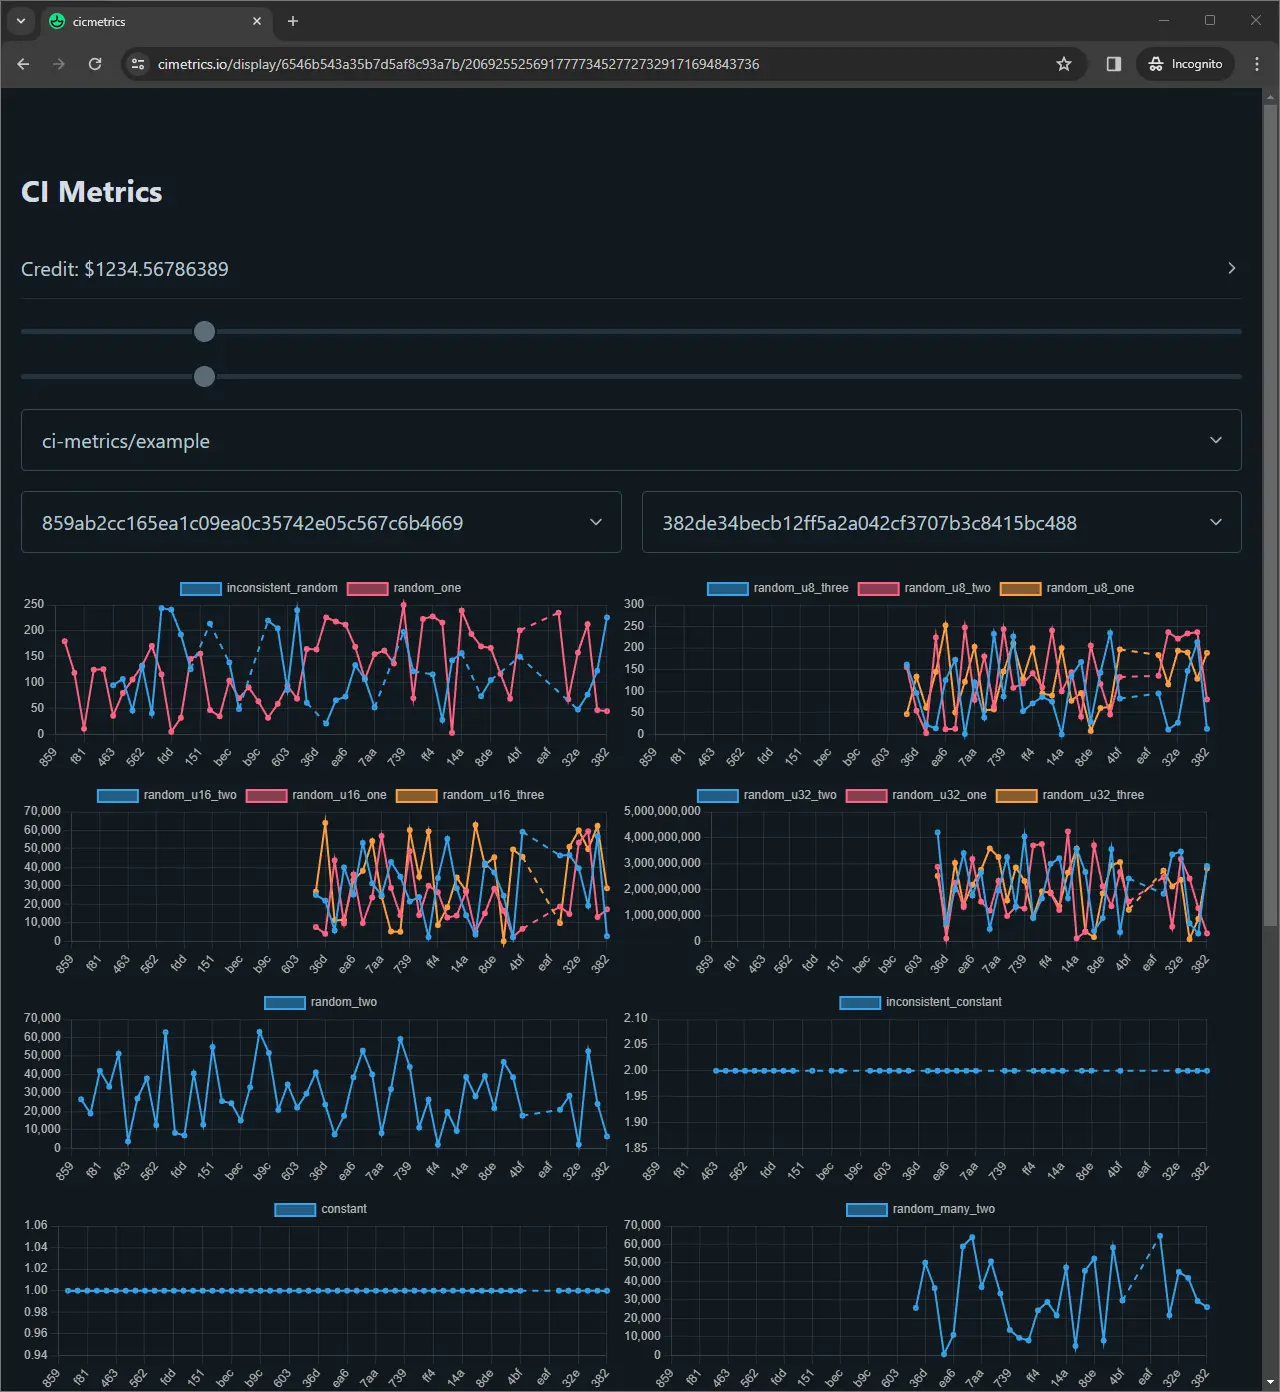 cicmetrics
cimetrics.io/display/6546b543a35b7d5af8c93a7b/206925525691777734527727329171694843736
Incognito
CI Metrics
Credit: $1234.56786389
ci-metrics/example
859ab2cc165ea1c09ea0c35742e05c567c6b4669
382de34becb12ff5a2a042cf3707b3c8415bc488
inconsistent_random random_one
250
200
150
100
50
0
859 f81 463 562 fdd 151 bec b9c 603 36d ea6 7aa 739 ff4 14a 8de 4bf eaf 32e 382
random_u8_three random_u8_two random_u8_one
300
250
200
150
100
50
0
859 f81 463 562 fdd 151 bec b9c 603 36d ea6 7aa 739 ff4 14a 8de 4bf eaf 32e 382
random_u16_two random_u16_one random_u16_three
70,000
60,000
50,000
40,000
30,000
20,000
10,000
0
859 f81 463 562 fdd 151 bec b9c 603 36d ea6 7aa 739 ff4 14a 8de 4bf eaf 32e 382
random_u32_two random_u32_one random_u32_three
5,000,000,000
4,000,000,000
3,000,000,000
2,000,000,000
1,000,000,000
0
859 f81 463 562 fdd 151 bec b9c 603 36d ea6 7aa 739 ff4 14a 8de 4bf eaf 32e 382
random_two
70,000
60,000
50,000
40,000
30,000
20,000
10,000
0
859 f81 463 562 fdd 151 bec b9c 603 36d ea6 7aa 739 ff4 14a 8de 4bf eaf 32e 382
inconsistent_constant
2.10
2.05
2.00
1.95
1.90
1.85
859 f81 463 562 fdd 151 bec b9c 603 36d ea6 7aa 739 ff4 14a 8de 4bf eaf 32e 382
constant
1.06
1.04
1.02
1.00
0.98
0.96
0.94
859 f81 463 562 fdd 151 bec b9c 603 36d ea6 7aa 739 ff4 14a 8de 4bf eaf 32e 382
random_many_two
70,000
60,000
50,000
40,000
30,000
20,000
10,000
0
859 f81 463 562 fdd 151 bec b9c 603 36d ea6 7aa 739 ff4 14a 8de 4bf eaf 32e 382